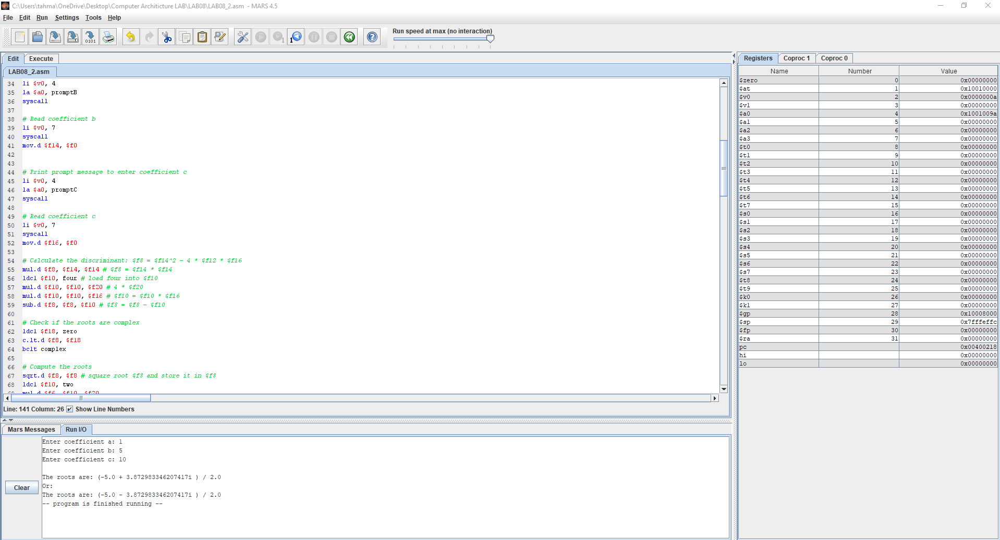 C:\Users\tahma\OneDrive\Desktop\Computer Architicture LAB\LAB08\LAB08_2.asm - MARS 4.5
File Edit Run Settings Tools Help
Run speed at max (no interaction)
Edit Execute
LAB08_2.asm
34 li $v0, 4
35 la $a0, promptB
36 syscall
37
38 # Read coefficient b
39 li $v0, 7
40 syscall
41 mov.d $f14, $f0
42
43
44 # Print prompt message to enter coefficient c
45 li $v0, 4
46 la $a0, promptC
47 syscall
48
49 # Read coefficient c
50 li $v0, 7
51 syscall
52 mov.d $f16, $f0
53
54 # Calculate the discriminant: $f8 = $f14^2 - 4 * $f12 * $f16
55 mul.d $f8, $f14, $f14 # $f8 = $f14 * $f14
56 ldc1 $f10, four # load four into $f10
57 mul.d $f10, $f10, $f20 # 4 * $f20
58 mul.d $f10, $f10, $f16 # $f10 = $f10 * $f16
59 sub.d $f8, $f8, $f10 # $f8 = $f8 - $f10
60
61 # Check if the roots are complex
62 ldc1 $f18, zero
63 c.lt.d $f8, $f18
64 bc1t complex
65
66 # Compute the roots
67 sqrt.d $f8, $f8 # square root $f8 and store it in $f8
68 ldc1 $f10, two
69 mul.d $f6, $f10, $f20
Line: 141 Column: 26 Show Line Numbers
Mars Messages Run I/O
Clear
Enter coefficient a: 1
Enter coefficient b: 5
Enter coefficient c: 10
The roots are: (-5.0 + 3.872983346207417i ) / 2.0
Or:
The roots are: (-5.0 - 3.872983346207417i ) / 2.0
-- program is finished running --
Registers Coproc 1 Coproc 0
Name Number Value
$zero 0 0x00000000
$at 1 0x10010000
$v0 2 0x0000000a
$v1 3 0x00000000
$a0 4 0x1001009a
$a1 5 0x00000000
$a2 6 0x00000000
$a3 7 0x00000000
$t0 8 0x00000000
$t1 9 0x00000000
$t2 10 0x00000000
$t3 11 0x00000000
$t4 12 0x00000000
$t5 13 0x00000000
$t6 14 0x00000000
$t7 15 0x00000000
$s0 16 0x00000000
$s1 17 0x00000000
$s2 18 0x00000000
$s3 19 0x00000000
$s4 20 0x00000000
$s5 21 0x00000000
$s6 22 0x00000000
$s7 23 0x00000000
$t8 24 0x00000000
$t9 25 0x00000000
$k0 26 0x00000000
$k1 27 0x00000000
$gp 28 0x10008000
$sp 29 0x7fffeffc
$fp 30 0x00000000
$ra 31 0x00000000
pc 0x00400218
hi 0x00000000
lo 0x00000000